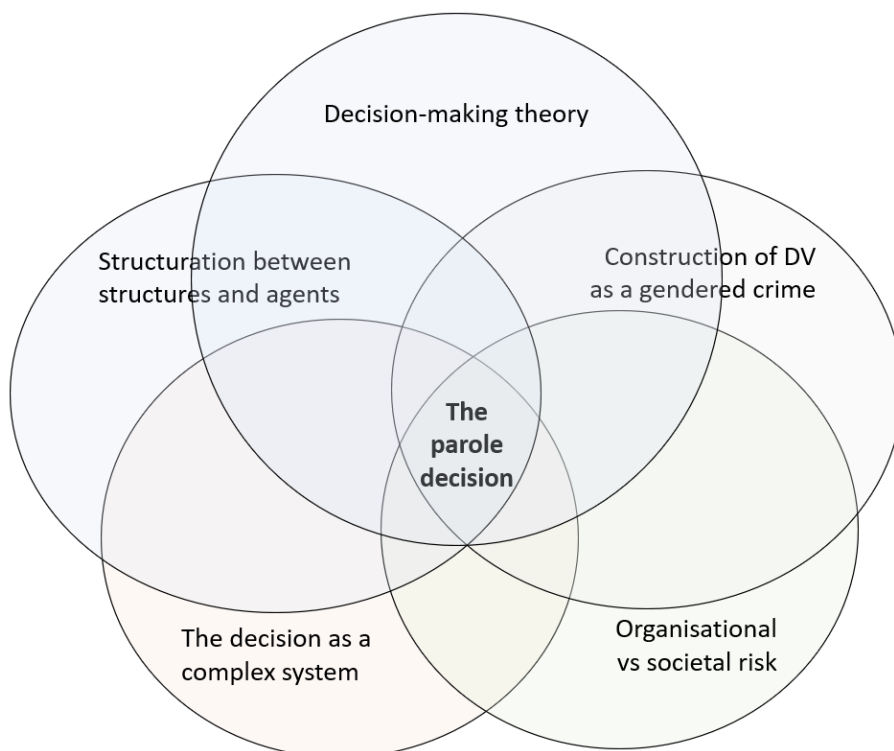 Decision-making theory
Structuration between
structures and agents
Construction of DV
as a gendered crime
The
parole
decision
The decision as a
complex system
Organisational
vs societal risk